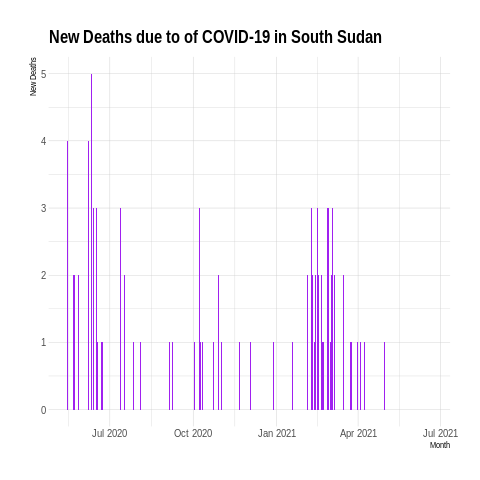 New Deaths due to of COVID-19 in South Sudan
New Deaths
5
4
3
2
1
0
Jul 2020 Oct 2020 Jan 2021 Apr 2021 Jul 2021
Month